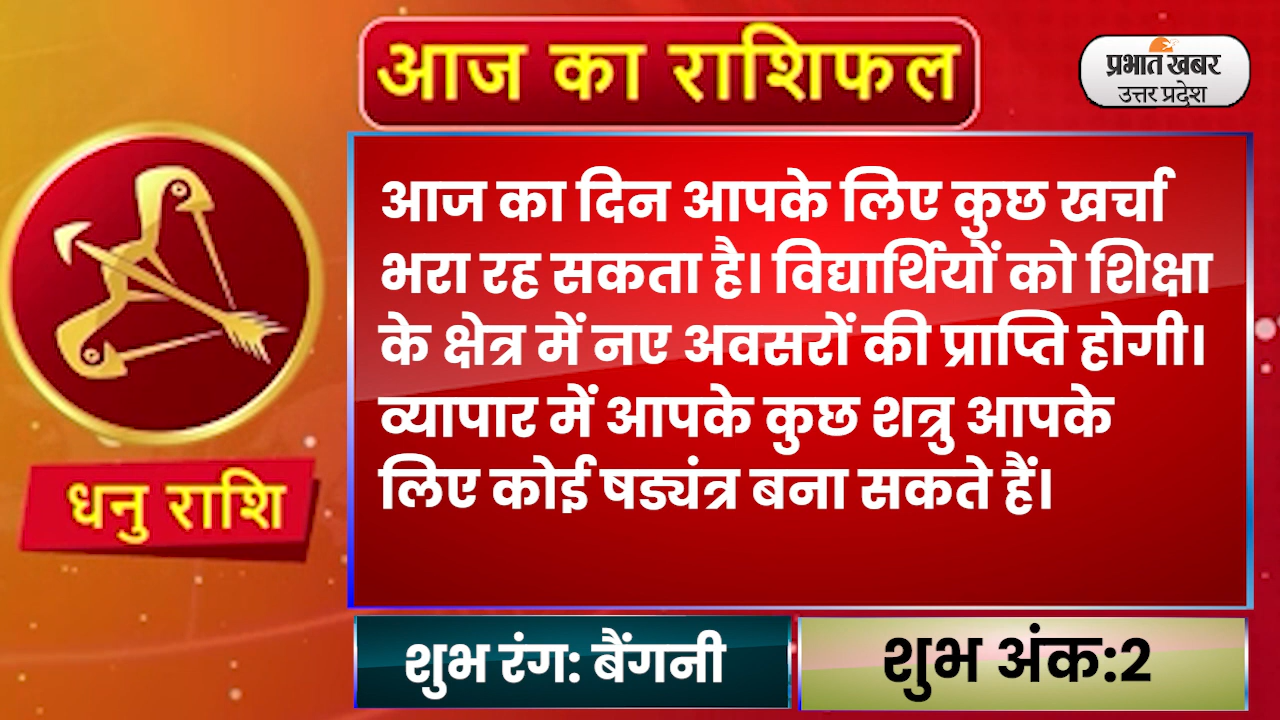 आज का राशिफल
प्रभात खबर
उत्तर प्रदेश
आज का दिन आपके लिए कुछ खर्चा
भरा रह सकता है। विद्यार्थियों को शिक्षा
के क्षेत्र में नए अवसरों की प्राप्ति होगी।
व्यापार में आपके कुछ शत्रु आपके
लिए कोई षड्यंत्र बना सकते हैं।
धनु राशि
शुभ रंग: बैंगनी
शुभ अंक:2